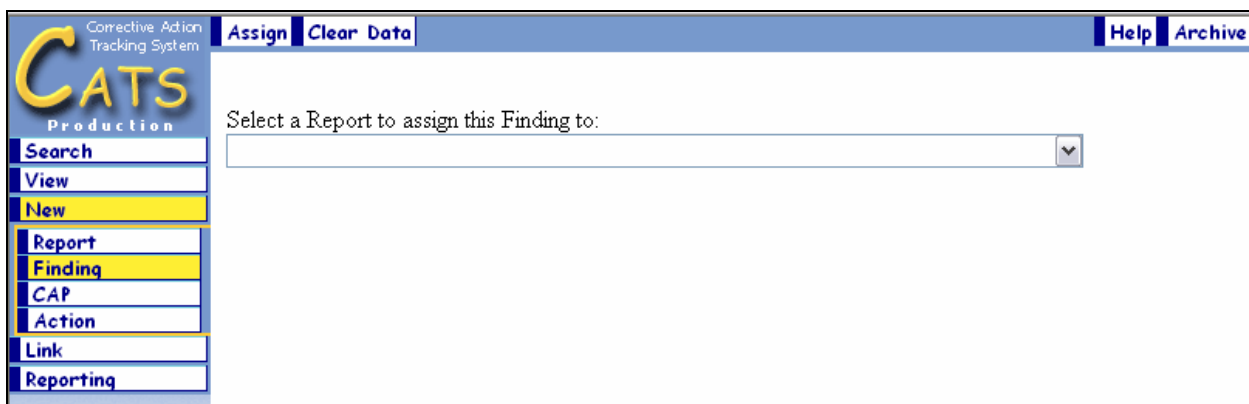 Corrective Action
Tracking System
CATS
Production
Assign Clear Data Help Archive
Select a Report to assign this Finding to:
Search
View
New
Report
Finding
CAP
Action
Link
Reporting